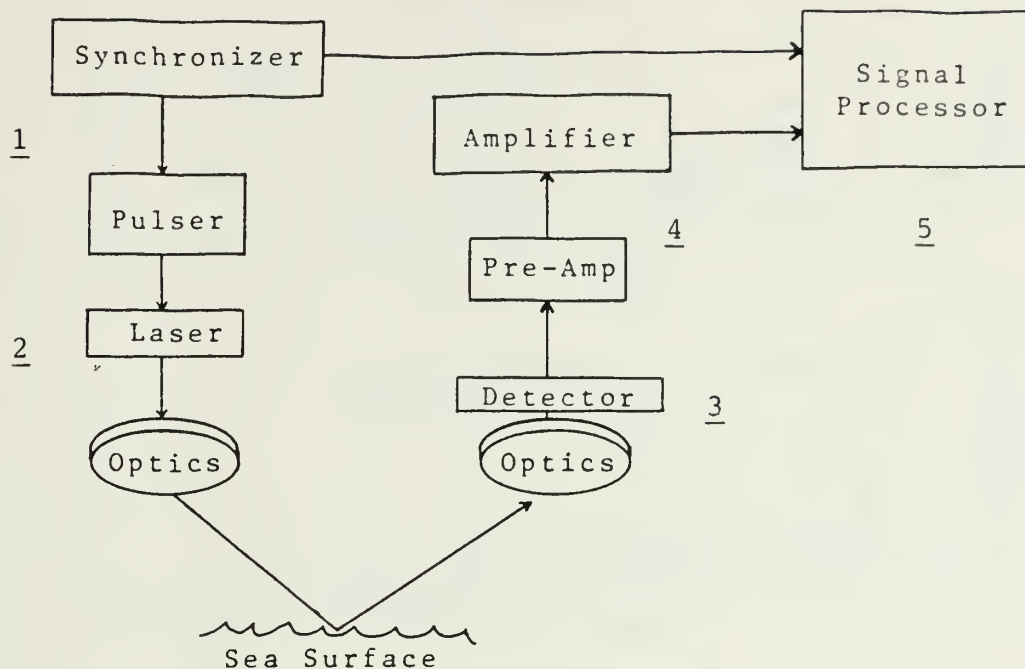 Synchronizer
Signal
Processor
1
Amplifier
Pulser
4
5
Pre-Amp
Laser
2
Detector
3
Optics
Optics
Sea Surface